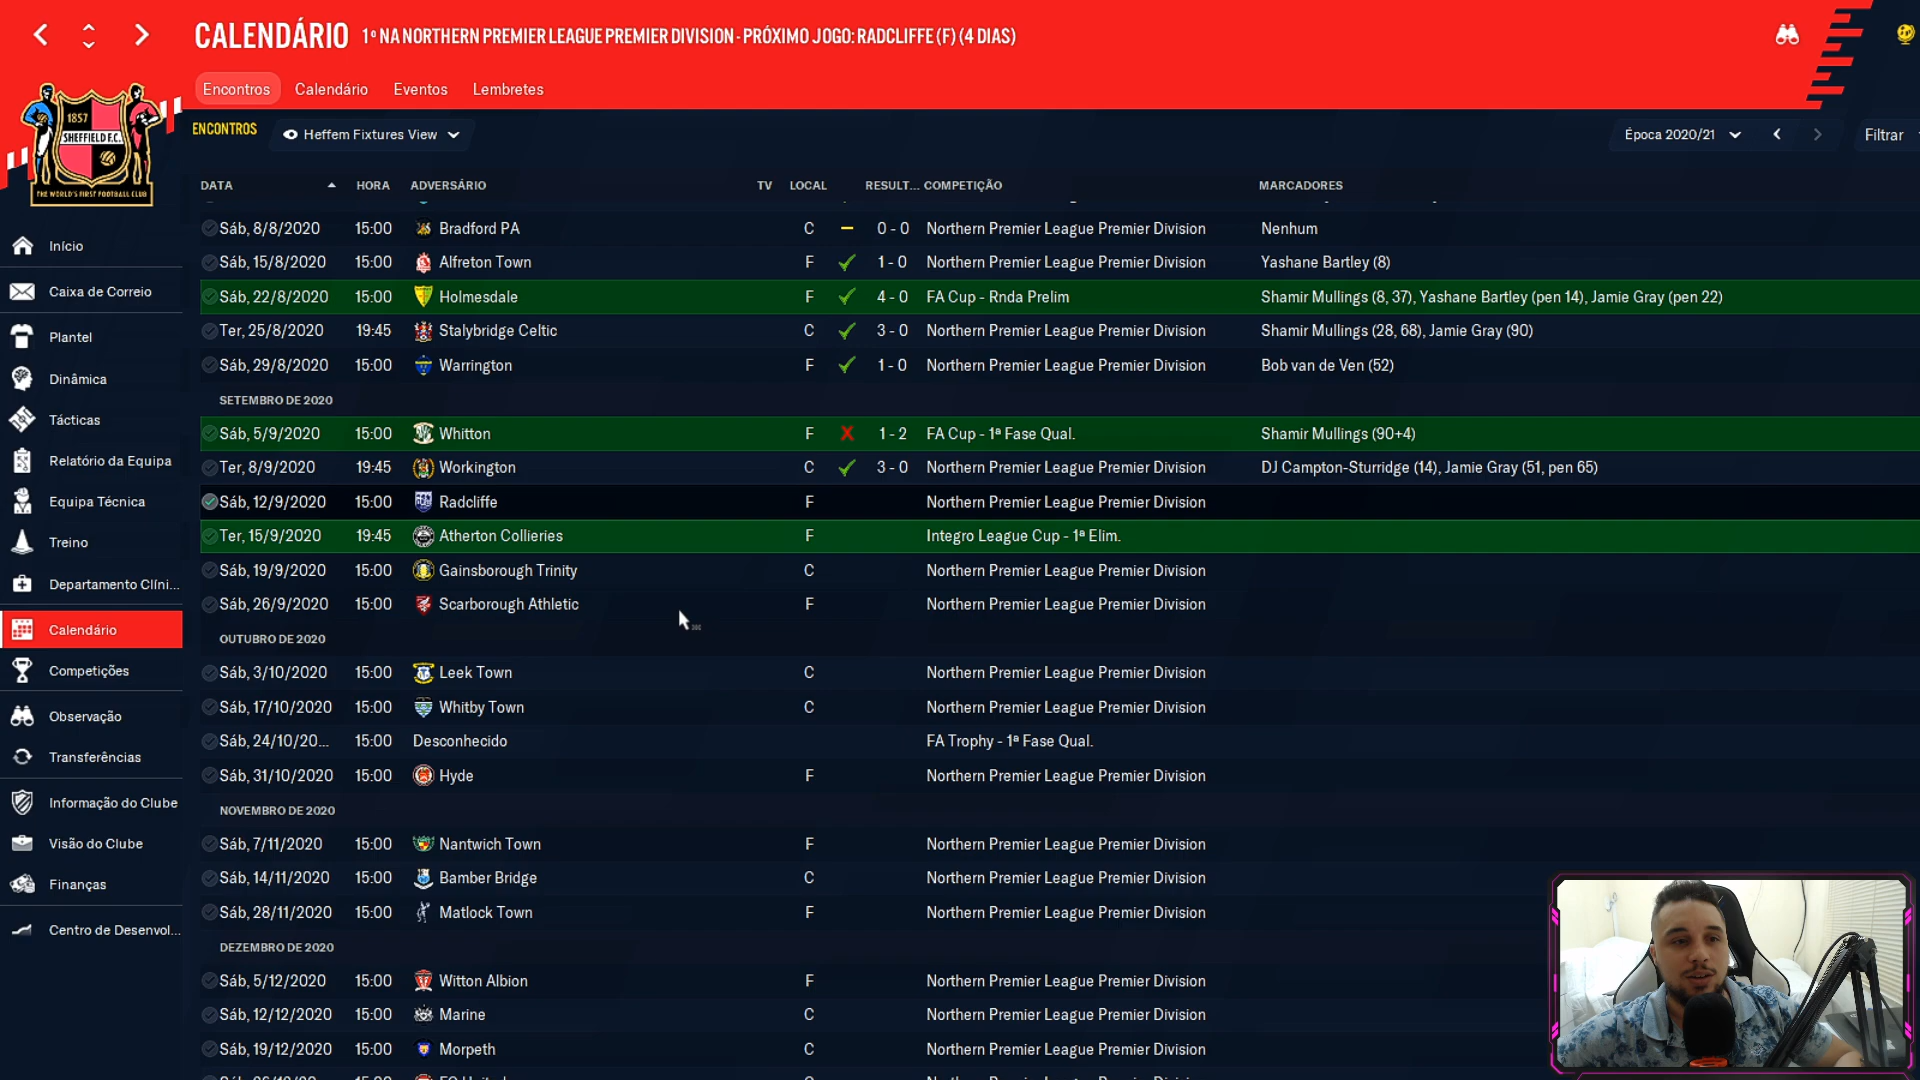 CALENDÁRIO 1º NA NORTHERN PREMIER LEAGUE PREMIER DIVISION - PRÓXIMO JOGO: RADCLIFFE (F) (4 DIAS)
Encontros Calendário Eventos Lembretes
1857
SHEFFIELD F.C.
THE WORLD'S FIRST FOOTBALL CLUB
ENCONTROS Heffem Fixtures View Época 2020/21 Filtrar
DATA HORA ADVERSÁRIO TV LOCAL RESULT... COMPETIÇÃO MARCADORES
Sáb, 8/8/2020 15:00 Bradford PA C 0 - 0 Northern Premier League Premier Division Nenhum
Sáb, 15/8/2020 15:00 Alfreton Town F 1 - 0 Northern Premier League Premier Division Yashane Bartley (8)
Sáb, 22/8/2020 15:00 Holmesdale F 4 - 0 FA Cup - Rnda Prelim Shamir Mullings (8, 37), Yashane Bartley (pen 14), Jamie Gray (pen 22)
Ter, 25/8/2020 19:45 Stalybridge Celtic C 3 - 0 Northern Premier League Premier Division Shamir Mullings (28, 68), Jamie Gray (90)
Sáb, 29/8/2020 15:00 Warrington F 1 - 0 Northern Premier League Premier Division Bob van de Ven (52)
SETEMBRO DE 2020
Sáb, 5/9/2020 15:00 Whitton F X 1 - 2 FA Cup - 1ª Fase Qual. Shamir Mullings (90+4)
Ter, 8/9/2020 19:45 Workington C 3 - 0 Northern Premier League Premier Division DJ Campton-Sturridge (14), Jamie Gray (51, pen 65)
Sáb, 12/9/2020 15:00 Radcliffe F Northern Premier League Premier Division
Ter, 15/9/2020 19:45 Atherton Collieries F Integro League Cup - 1ª Elim.
Sáb, 19/9/2020 15:00 Gainsborough Trinity C Northern Premier League Premier Division
Sáb, 26/9/2020 15:00 Scarborough Athletic F Northern Premier League Premier Division
OUTUBRO DE 2020
Sáb, 3/10/2020 15:00 Leek Town C Northern Premier League Premier Division
Sáb, 17/10/2020 15:00 Whitby Town C Northern Premier League Premier Division
Sáb, 24/10/20... 15:00 Desconhecido FA Trophy - 1ª Fase Qual.
Sáb, 31/10/2020 15:00 Hyde F Northern Premier League Premier Division
NOVEMBRO DE 2020
Sáb, 7/11/2020 15:00 Nantwich Town F Northern Premier League Premier Division
Sáb, 14/11/2020 15:00 Bamber Bridge C Northern Premier League Premier Division
Sáb, 28/11/2020 15:00 Matlock Town F Northern Premier League Premier Division
DEZEMBRO DE 2020
Sáb, 5/12/2020 15:00 Witton Albion F Northern Premier League Premier Division
Sáb, 12/12/2020 15:00 Marine C Northern Premier League Premier Division
Sáb, 19/12/2020 15:00 Morpeth C Northern Premier League Premier Division
Início
Caixa de Correio
Plantel
Dinâmica
Tácticas
Relatório da Equipa
Equipa Técnica
Treino
Departamento Clíni...
Calendário
Competições
Observação
Transferências
Informação do Clube
Visão do Clube
Finanças
Centro de Desenvol...